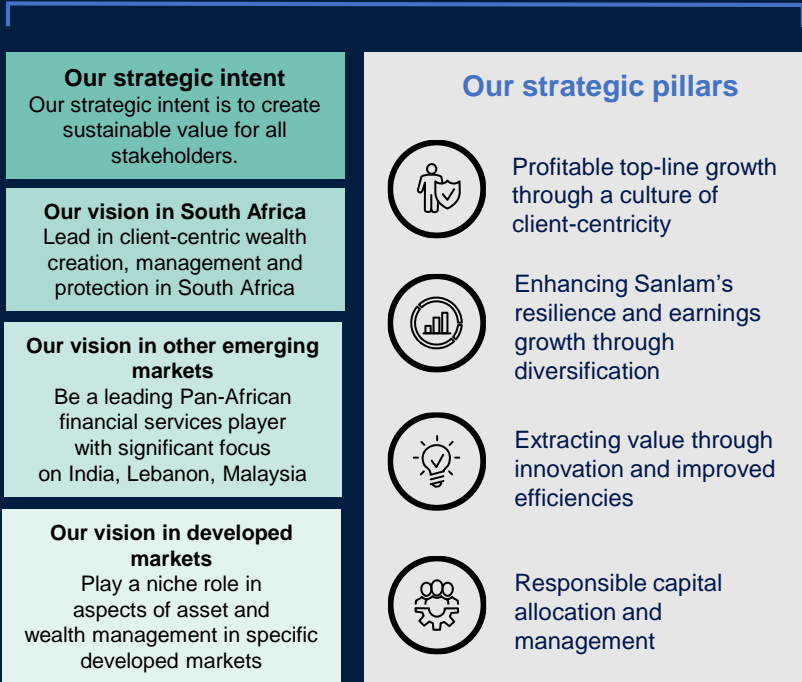 Our strategic intent
Our strategic intent is to create
sustainable value for all
stakeholders.
Our vision in South Africa
Lead in client-centric wealth
creation, management and
protection in South Africa
Our vision in other emerging
markets
Be a leading Pan-African
financial services player
with significant focus
on India, Lebanon, Malaysia
Our vision in developed
markets
Play a niche role in
aspects of asset and
wealth management in specific
developed markets
Our strategic pillars
Profitable top-line growth
through a culture of
client-centricity
Enhancing Sanlam’s
resilience and earnings
growth through
diversification
Extracting value through
innovation and improved
efficiencies
Responsible capital
allocation and
management